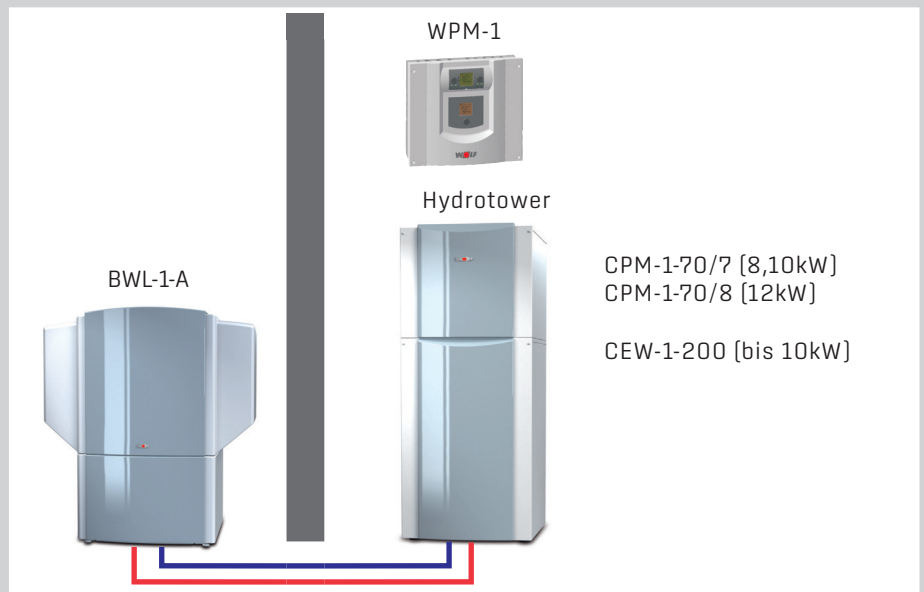 WPM-1
WOLF
Hydrotower
BWL-1-A
CPM-1-70/7 (8,10kW)
CPM-1-70/8 (12kW)
CEW-1-200 (bis 10kW)